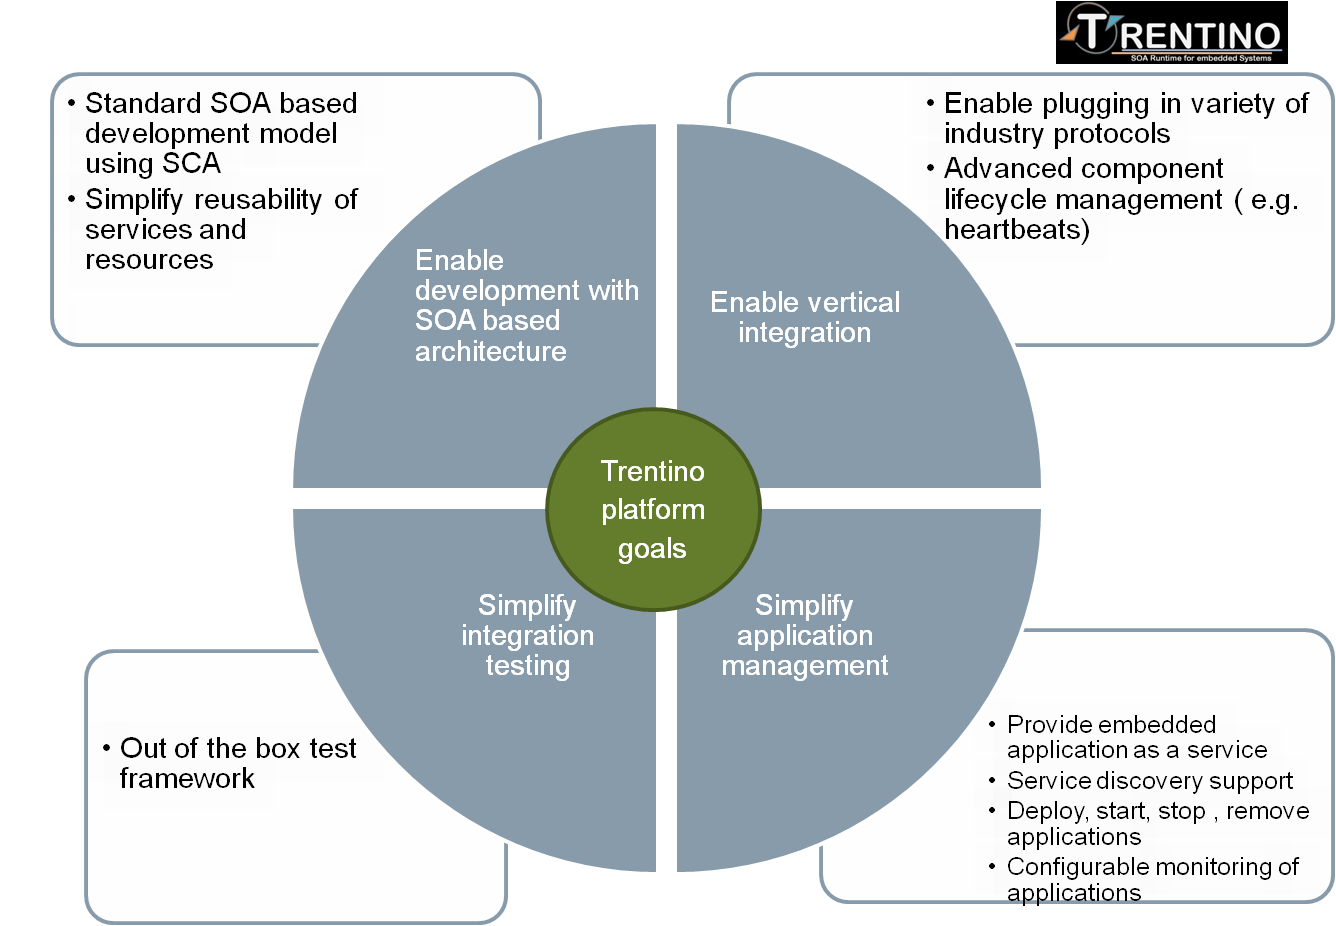 TRENTINO
SOA Runtime for embedded Systems
• Standard SOA based
development model
using SCA
• Simplify reusability of
services and
resources
• Enable plugging in variety of
industry protocols
• Advanced component
lifecycle management ( e.g.
heartbeats)
Enable
development with
SOA based
architecture
Enable vertical
integration
Trentino
platform
goals
Simplify
integration
testing
Simplify
application
management
• Out of the box test
framework
• Provide embedded
application as a service
• Service discovery support
• Deploy, start, stop , remove
applications
• Configurable monitoring of
applications